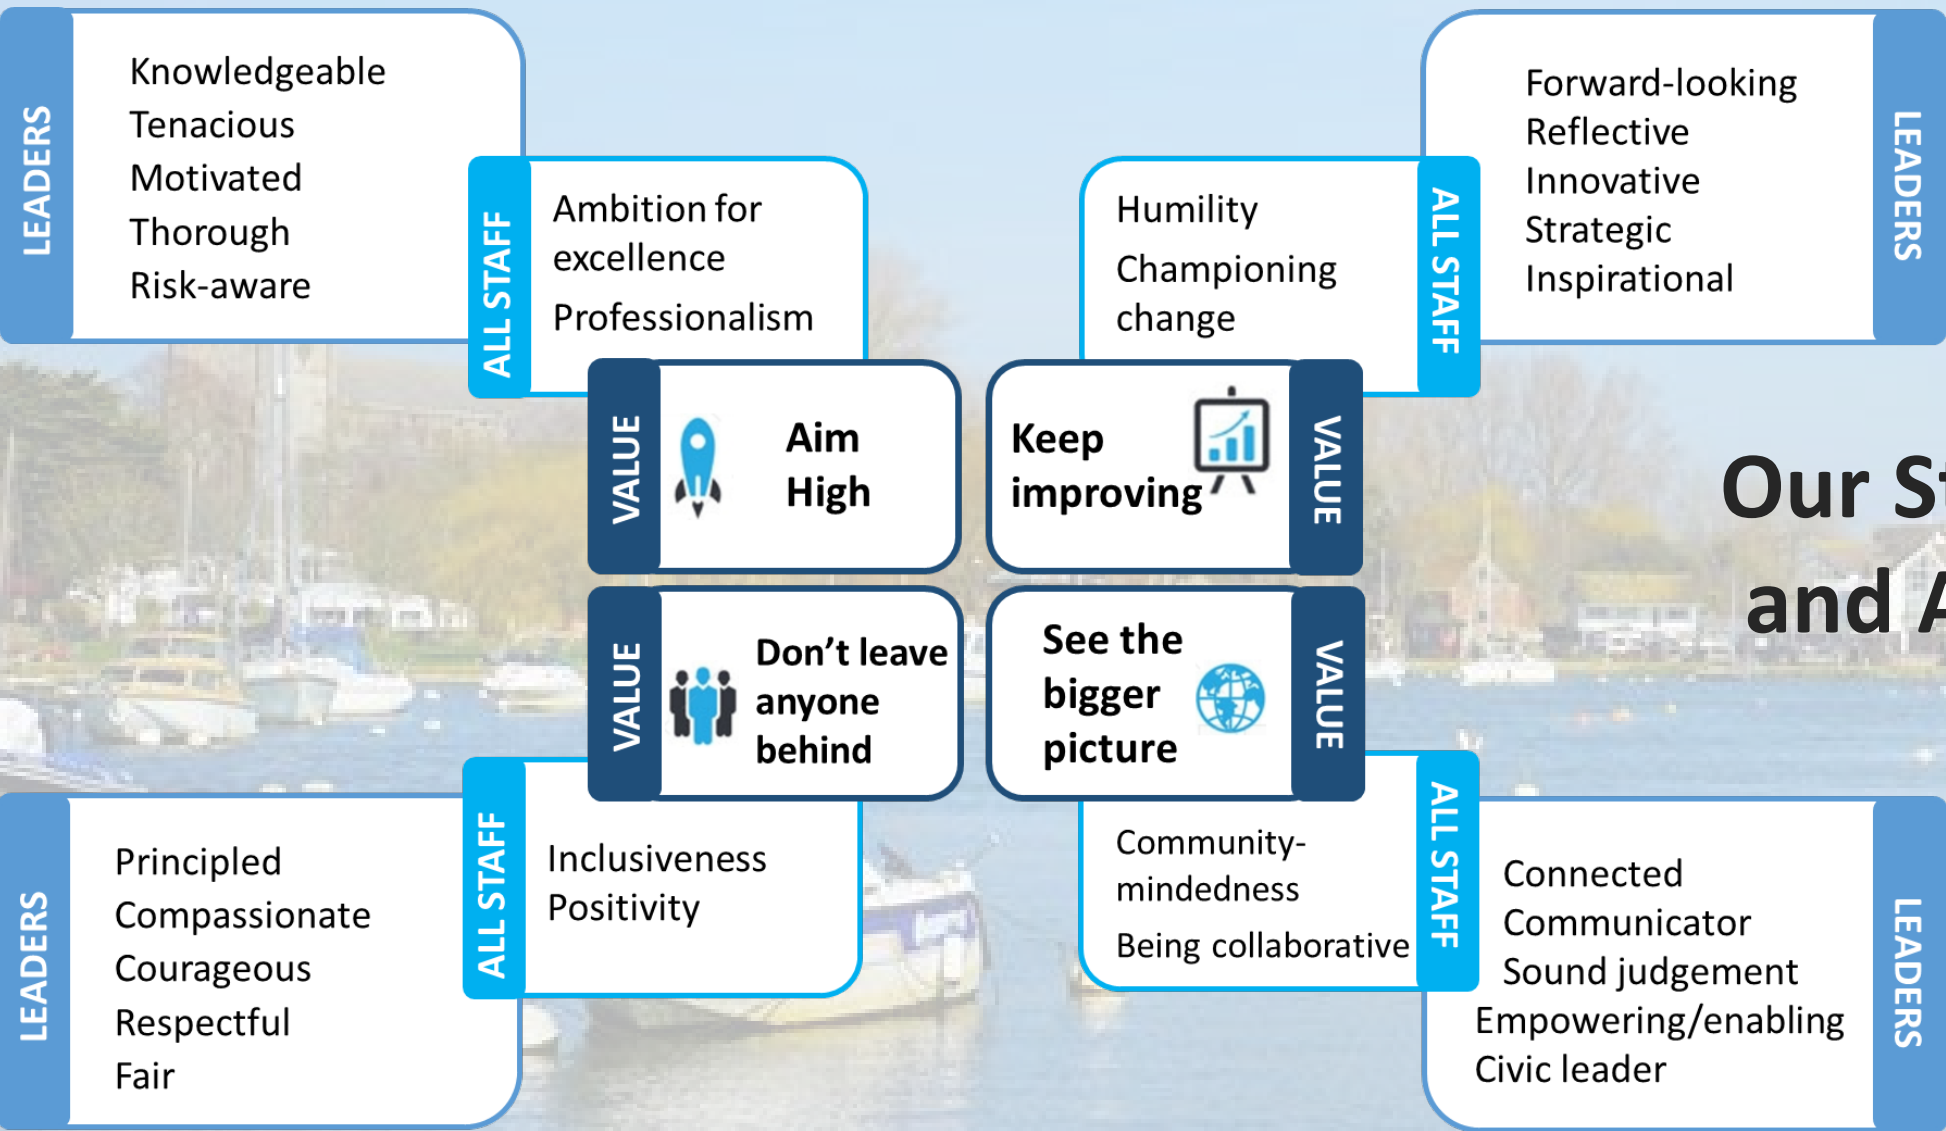 LEADERS
Knowledgeable
Tenacious
Motivated
Thorough
Risk-aware
ALL STAFF
Ambition for
excellence
Professionalism
VALUE
Aim
High
Humility
Championing
change
ALL STAFF
Forward-looking
Reflective
Innovative
Strategic
Inspirational
LEADERS
Keep
improving
VALUE
Our
and
VALUE
Don’t leave
anyone
behind
ALL STAFF
Inclusiveness
Positivity
LEADERS
Principled
Compassionate
Courageous
Respectful
Fair
See the
bigger
picture
VALUE
Community-
mindedness
Being collaborative
ALL STAFF
Connected
Communicator
Sound judgement
Empowering/enabling
Civic leader
LEADERS